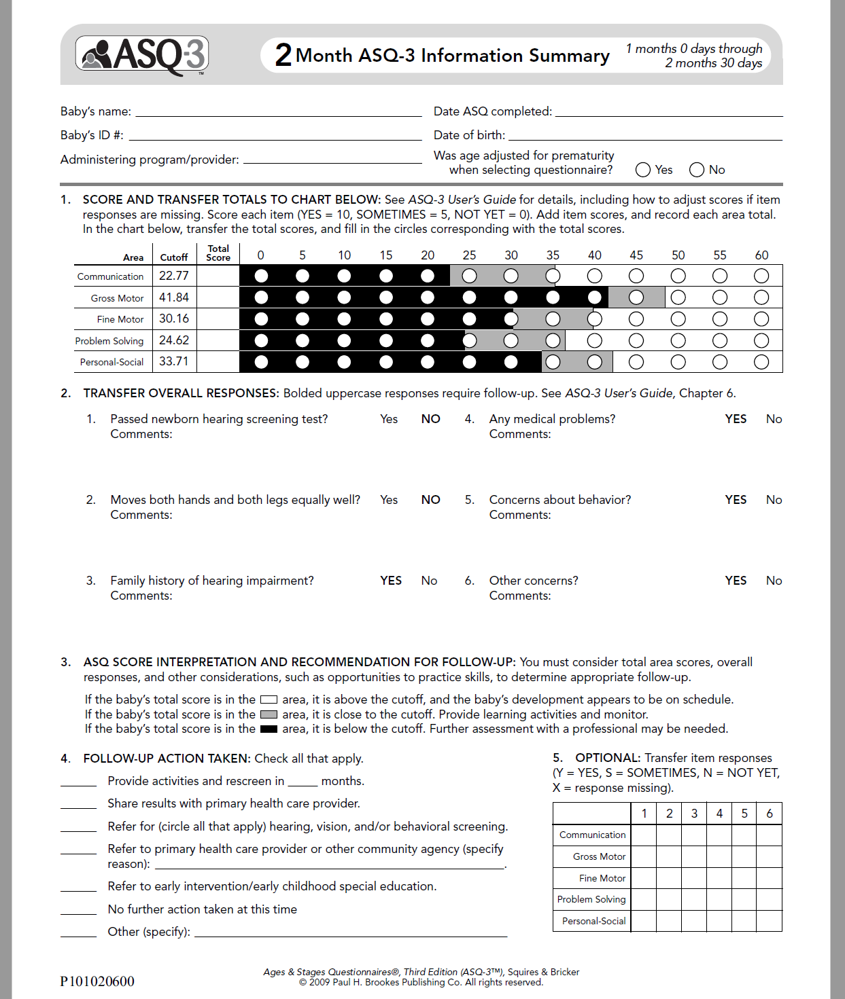 ASQ-3™
2 Month ASQ-3 Information Summary
1 months 0 days through
2 months 30 days
Baby's name:
Date ASQ completed:
Baby's ID #:
Date of birth:
Administering program/provider:
Was age adjusted for prematurity
when selecting questionnaire? Yes No
1. SCORE AND TRANSFER TOTALS TO CHART BELOW: See ASQ-3 User's Guide for details, including how to adjust scores if item
responses are missing. Score each item (YES = 10, SOMETIMES = 5, NOT YET = 0). Add item scores, and record each area total.
In the chart below, transfer the total scores, and fill in the circles corresponding with the total scores.
Area Cutoff Total Score 0 5 10 15 20 25 30 35 40 45 50 55 60
Communication 22.77
Gross Motor 41.84
Fine Motor 30.16
Problem Solving 24.62
Personal-Social 33.71
2. TRANSFER OVERALL RESPONSES: Bolded uppercase responses require follow-up. See ASQ-3 User's Guide, Chapter 6.
1. Passed newborn hearing screening test? Yes NO
Comments:
4. Any medical problems? YES No
Comments:
2. Moves both hands and both legs equally well? Yes NO
Comments:
5. Concerns about behavior? YES No
Comments:
3. Family history of hearing impairment? YES No
Comments:
6. Other concerns? YES No
Comments:
3. ASQ SCORE INTERPRETATION AND RECOMMENDATION FOR FOLLOW-UP: You must consider total area scores, overall
responses, and other considerations, such as opportunities to practice skills, to determine appropriate follow-up.
If the baby's total score is in the area, it is above the cutoff, and the baby's development appears to be on schedule.
If the baby's total score is in the area, it is close to the cutoff. Provide learning activities and monitor.
If the baby's total score is in the area, it is below the cutoff. Further assessment with a professional may be needed.
4. FOLLOW-UP ACTION TAKEN: Check all that apply.
Provide activities and rescreen in _____ months.
Share results with primary health care provider.
Refer for (circle all that apply) hearing, vision, and/or behavioral screening.
Refer to primary health care provider or other community agency (specify
reason): .
Refer to early intervention/early childhood special education.
No further action taken at this time
Other (specify):
5. OPTIONAL: Transfer item responses
(Y = YES, S = SOMETIMES, N = NOT YET,
X = response missing).
1 2 3 4 5 6
Communication
Gross Motor
Fine Motor
Problem Solving
Personal-Social
Ages & Stages Questionnaires®, Third Edition (ASQ-3™), Squires & Bricker
© 2009 Paul H. Brookes Publishing Co. All rights reserved.
P101020600